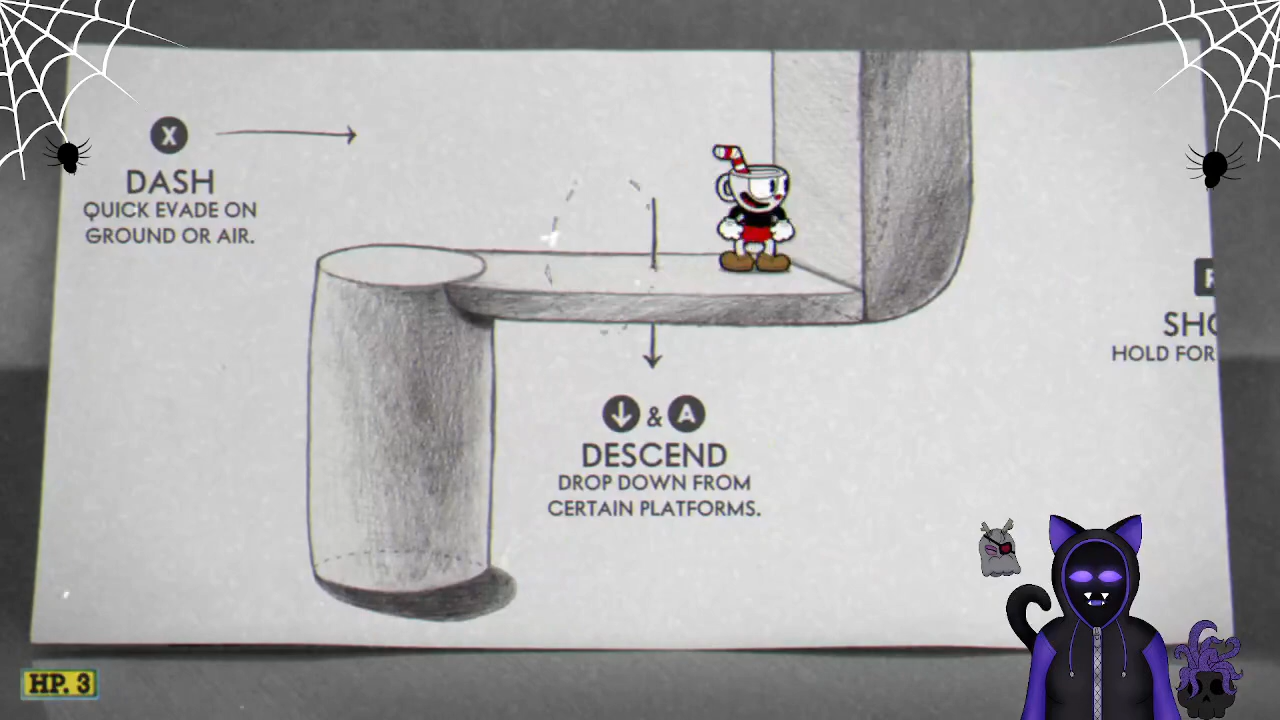 X
DASH
QUICK EVADE ON
GROUND OR AIR.
& A
DESCEND
DROP DOWN FROM
CERTAIN PLATFORMS.
HOLD FOR
HP. 3